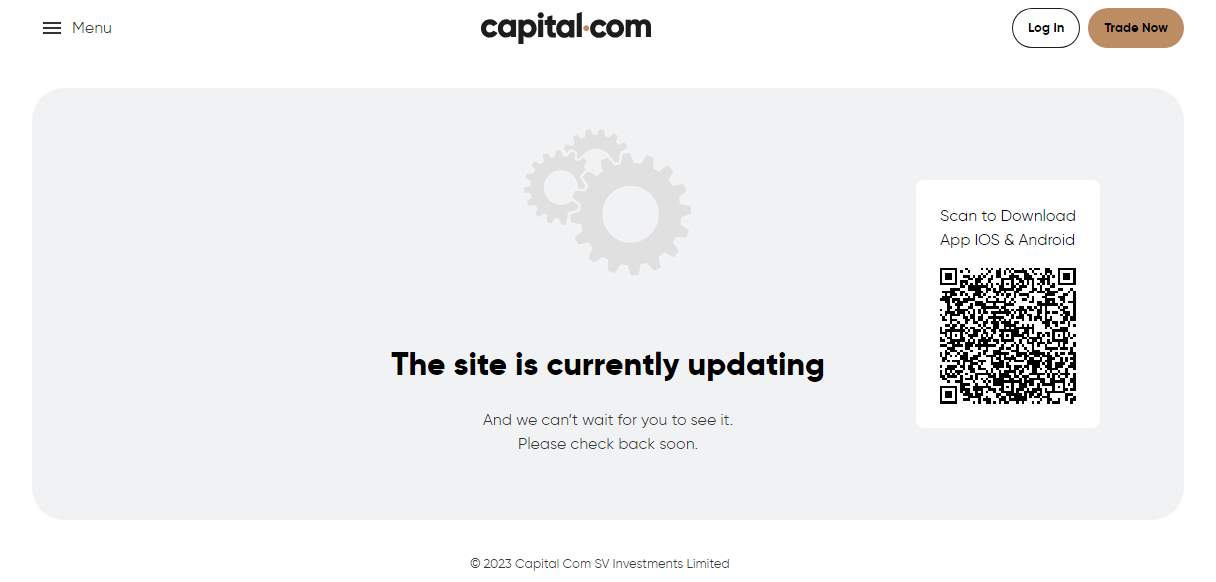 Menu
capital.com
Log In
Trade Now
Scan to Download
App IOS & Android
The site is currently updating
And we can’t wait for you to see it.
Please check back soon.
© 2023 Capital Com SV Investments Limited